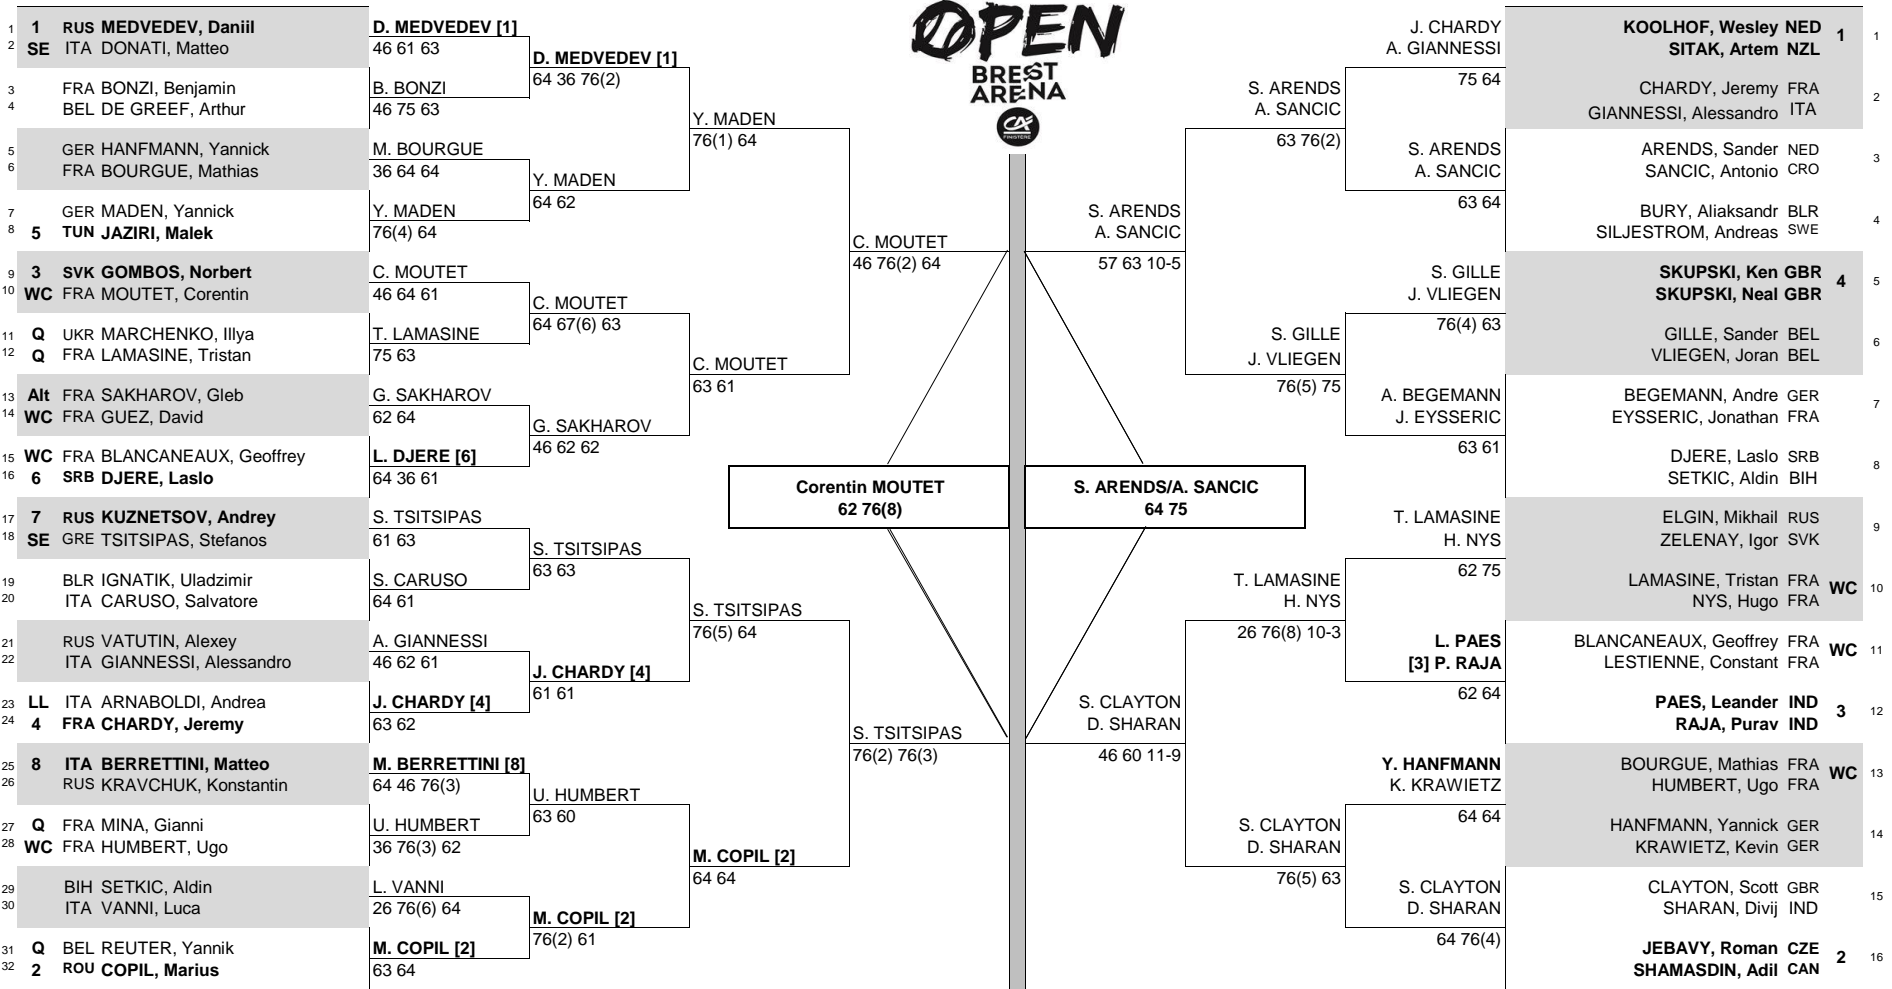 OPEN
BREST
ARENA
CA
FINISTÈRE
1 1 RUS MEDVEDEV, Daniil
2 SE ITA DONATI, Matteo
3 FRA BONZI, Benjamin
4 BEL DE GREEF, Arthur
5 GER HANFMANN, Yannick
6 FRA BOURGUE, Mathias
7 GER MADEN, Yannick
8 5 TUN JAZIRI, Malek
9 3 SVK GOMBOS, Norbert
10 WC FRA MOUTET, Corentin
11 Q UKR MARCHENKO, Illya
12 Q FRA LAMASINE, Tristan
13 Alt FRA SAKHAROV, Gleb
14 WC FRA GUEZ, David
15 WC FRA BLANCANEAUX, Geoffrey
16 6 SRB DJERE, Laslo
17 7 RUS KUZNETSOV, Andrey
18 SE GRE TSITSIPAS, Stefanos
19 BLR IGNATIK, Uladzimir
20 ITA CARUSO, Salvatore
21 RUS VATUTIN, Alexey
22 ITA GIANNESSI, Alessandro
23 LL ITA ARNABOLDI, Andrea
24 4 FRA CHARDY, Jeremy
25 8 ITA BERRETTINI, Matteo
26 RUS KRAVCHUK, Konstantin
27 Q FRA MINA, Gianni
28 WC FRA HUMBERT, Ugo
29 BIH SETKIC, Aldin
30 ITA VANNI, Luca
31 Q BEL REUTER, Yannik
32 2 ROU COPIL, Marius
D. MEDVEDEV [1]
46 61 63
B. BONZI
46 75 63
M. BOURGUE
36 64 64
Y. MADEN
76(4) 64
C. MOUTET
46 64 61
T. LAMASINE
75 63
G. SAKHAROV
62 64
L. DJERE [6]
64 36 61
S. TSITSIPAS
61 63
S. CARUSO
64 61
A. GIANNESSI
46 62 61
J. CHARDY [4]
63 62
M. BERRETTINI [8]
64 46 76(3)
U. HUMBERT
36 76(3) 62
L. VANNI
26 76(6) 64
M. COPIL [2]
63 64
D. MEDVEDEV [1]
64 36 76(2)
Y. MADEN
64 62
C. MOUTET
64 67(6) 63
G. SAKHAROV
46 62 62
S. TSITSIPAS
63 63
J. CHARDY [4]
61 61
U. HUMBERT
63 60
M. COPIL [2]
76(2) 61
Y. MADEN
76(1) 64
C. MOUTET
63 61
S. TSITSIPAS
76(5) 64
M. COPIL [2]
64 64
C. MOUTET
46 76(2) 64
S. TSITSIPAS
76(2) 76(3)
Corentin MOUTET
62 76(8)
S. ARENDS/A. SANCIC
64 75
S. ARENDS
A. SANCIC
57 63 10-5
S. CLAYTON
D. SHARAN
46 60 11-9
S. ARENDS
A. SANCIC
63 76(2)
S. GILLE
J. VLIEGEN
76(5) 75
T. LAMASINE
H. NYS
26 76(8) 10-3
S. CLAYTON
D. SHARAN
76(5) 63
J. CHARDY
A. GIANNESSI
75 64
S. ARENDS
A. SANCIC
63 64
S. GILLE
J. VLIEGEN
76(4) 63
A. BEGEMANN
J. EYSSERIC
63 61
T. LAMASINE
H. NYS
62 75
L. PAES
[3] P. RAJA
62 64
Y. HANFMANN
K. KRAWIETZ
64 64
S. CLAYTON
D. SHARAN
64 76(4)
KOOLHOF, Wesley NED 1 1
SITAK, Artem NZL
CHARDY, Jeremy FRA 2
GIANNESSI, Alessandro ITA
ARENDS, Sander NED 3
SANCIC, Antonio CRO
BURY, Aliaksandr BLR 4
SILJESTROM, Andreas SWE
SKUPSKI, Ken GBR 4 5
SKUPSKI, Neal GBR
GILLE, Sander BEL 6
VLIEGEN, Joran BEL
BEGEMANN, Andre GER 7
EYSSERIC, Jonathan FRA
DJERE, Laslo SRB 8
SETKIC, Aldin BIH
ELGIN, Mikhail RUS 9
ZELENAY, Igor SVK
LAMASINE, Tristan FRA WC 10
NYS, Hugo FRA
BLANCANEAUX, Geoffrey FRA WC 11
LESTIENNE, Constant FRA
PAES, Leander IND 3 12
RAJA, Purav IND
BOURGUE, Mathias FRA WC 13
HUMBERT, Ugo FRA
HANFMANN, Yannick GER 14
KRAWIETZ, Kevin GER
CLAYTON, Scott GBR 15
SHARAN, Divij IND
JEBAVY, Roman CZE 2 16
SHAMASDIN, Adil CAN